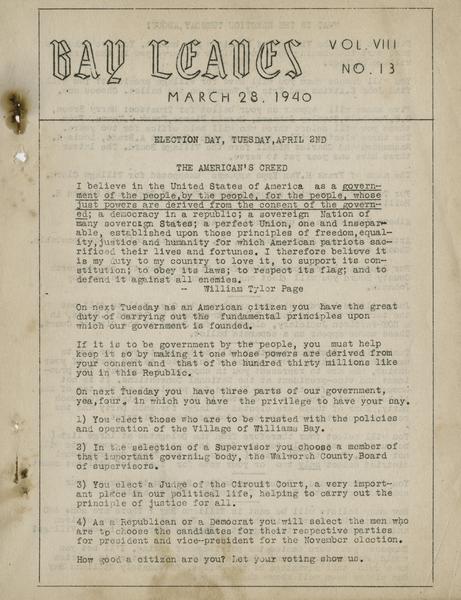 BAY LEAVES
VOL. VIII
NO. 13
MARCH 28, 1940
ELECTION DAY, TUESDAY,APRIL 2ND
THE AMERICAN'S CREED
I believe in the United States of America as a govern-
ment of the people,by the people, for the people, whose
just powers are derived from the consent of the govern-
ed; a democracy in a republic; a sovereign Nation of
many sovereign States; a perfect Union, one and insepar-
able, established upon those principles of freedom,equal-
ity,justice and humanity for which American patriots sac-
rificed their lives and fortunes. I therefore believe it
is my duty to my country to love it, to support its con-
stitution; to obey its laws; to respect its flag; and to
defend it against all enemies.
- William Tyler Page
On next Tuesday as an American citizen you have the great
duty of carrying out the fundamental principles upon
which our government is founded.
If it is to be government by the people, you must help
keep it so by making it one whose powers are derived from
your consent and that of the hundred thirty millions like
you in this Republic.
On next Tuesday you have three parts of our government,
yea,four, in which you have the privilege to have your say.
1) You elect those who are to be trusted with the policies
and operation of the Village of Williams Bay.
2) In the selection of a Supervisor you choose a member of
that important governing body, the Walworth County Board
of supervisors.
3) You elect a Judge of the Circuit Court, a very import-
ant place in our political life, helping to carry out the
principle of justice for all.
4) As a Republican or a Democrat you will select the men who
are to choose the candidates for their respective parties
for president and vice-president for the November election.
How good a citizen are you? Let your voting show us.